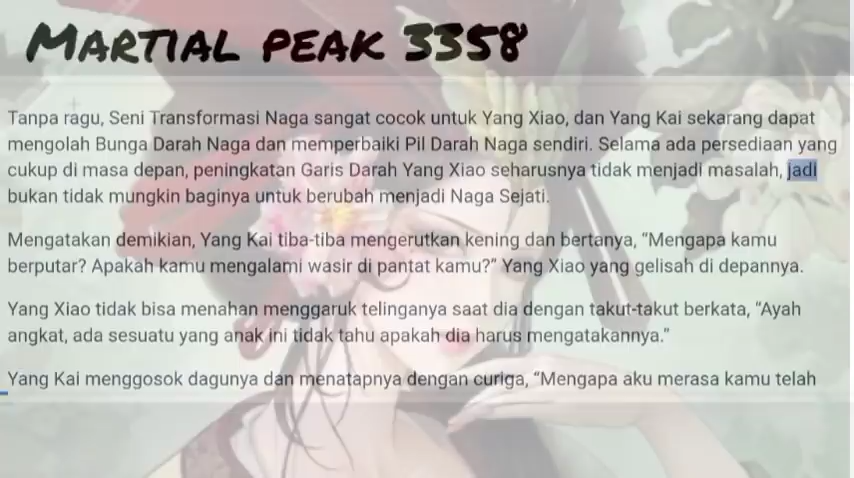 MARTIAL PEAK 3358
Tanpa ragu, Seni Transformasi Naga sangat cocok untuk Yang Xiao, dan Yang Kai sekarang dapat
mengolah Bunga Darah Naga dan memperbaiki Pil Darah Naga sendiri. Selama ada persediaan yang
cukup di masa depan, peningkatan Garis Darah Yang Xiao seharusnya tidak menjadi masalah, jadi
bukan tidak mungkin baginya untuk berubah menjadi Naga Sejati.
Mengatakan demikian, Yang Kai tiba-tiba mengerutkan kening dan bertanya, “Mengapa kamu
berputar? Apakah kamu mengalami wasir di pantat kamu?” Yang Xiao yang gelisah di depannya.
Yang Xiao tidak bisa menahan menggaruk telinganya saat dia dengan takut-takut berkata, “Ayah
angkat, ada sesuatu yang anak ini tidak tahu apakah dia harus mengatakannya.”
Yang Kai menggosok dagunya dan menatapnya dengan curiga, “Mengapa aku merasa kamu telah